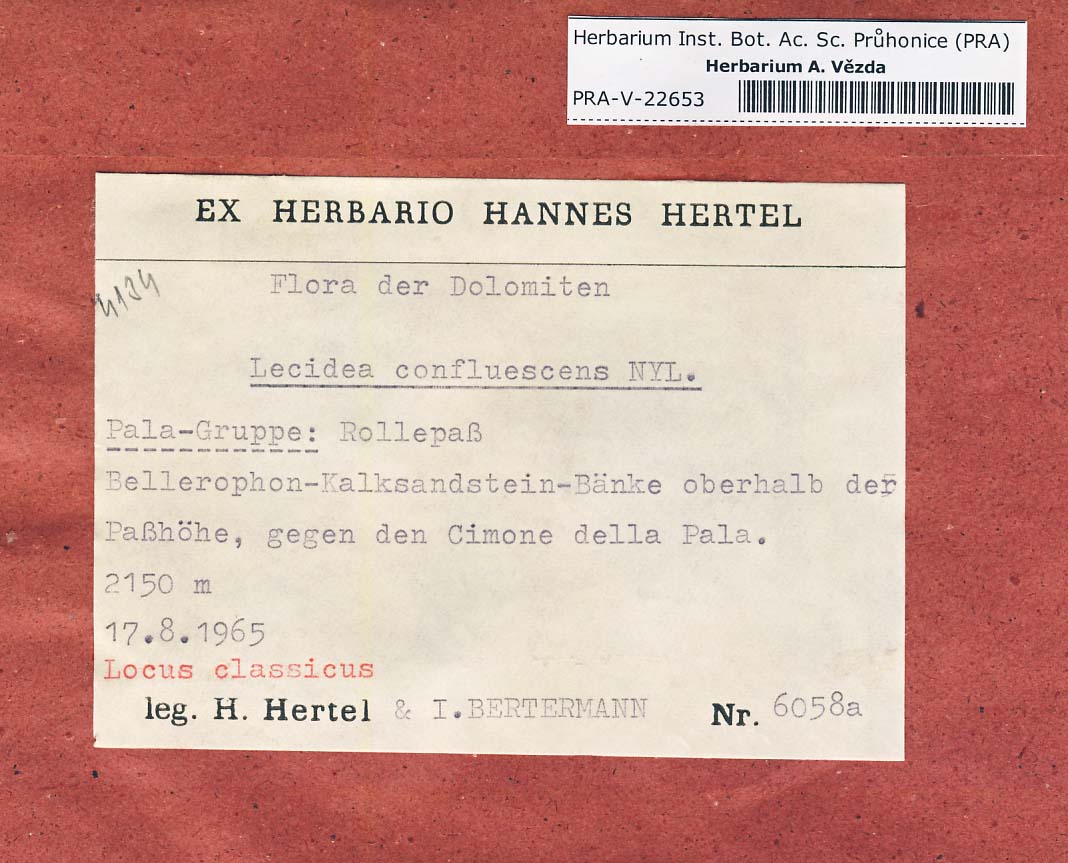 Herbarium Inst. Bot. Ac. Sc. Průhonice (PRA)
Herbarium A. Vězda
PRA-V-22653
EX HERBARIO HANNES HERTEL
4134
Flora der Dolomiten
Lecidea confluescens NYL.
Pala-Gruppe: Rollepaß
Bellerophon-Kalksandstein-Bänke oberhalb der
Paßhöhe, gegen den Cimone della Pala.
2150 m
17.8.1965
Locus classicus
leg. H. Hertel & I.BERTERMANN Nr. 6058a